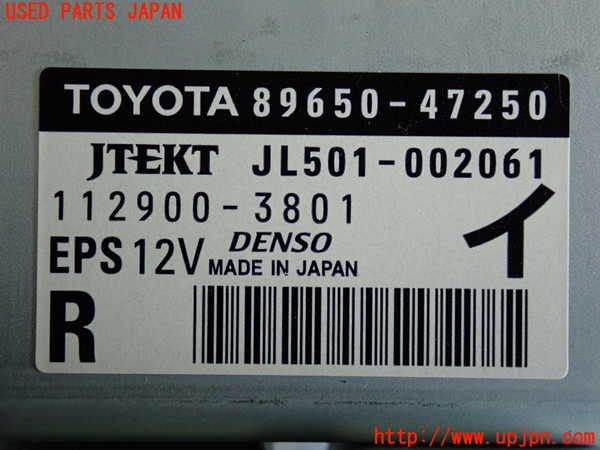 USED PARTS JAPAN
TOYOTA 89650-47250
JTEKT JL501-002061
112900-3801
EPS 12V DENSO
MADE IN JAPAN
イ
R
http://www.upjpn.com/